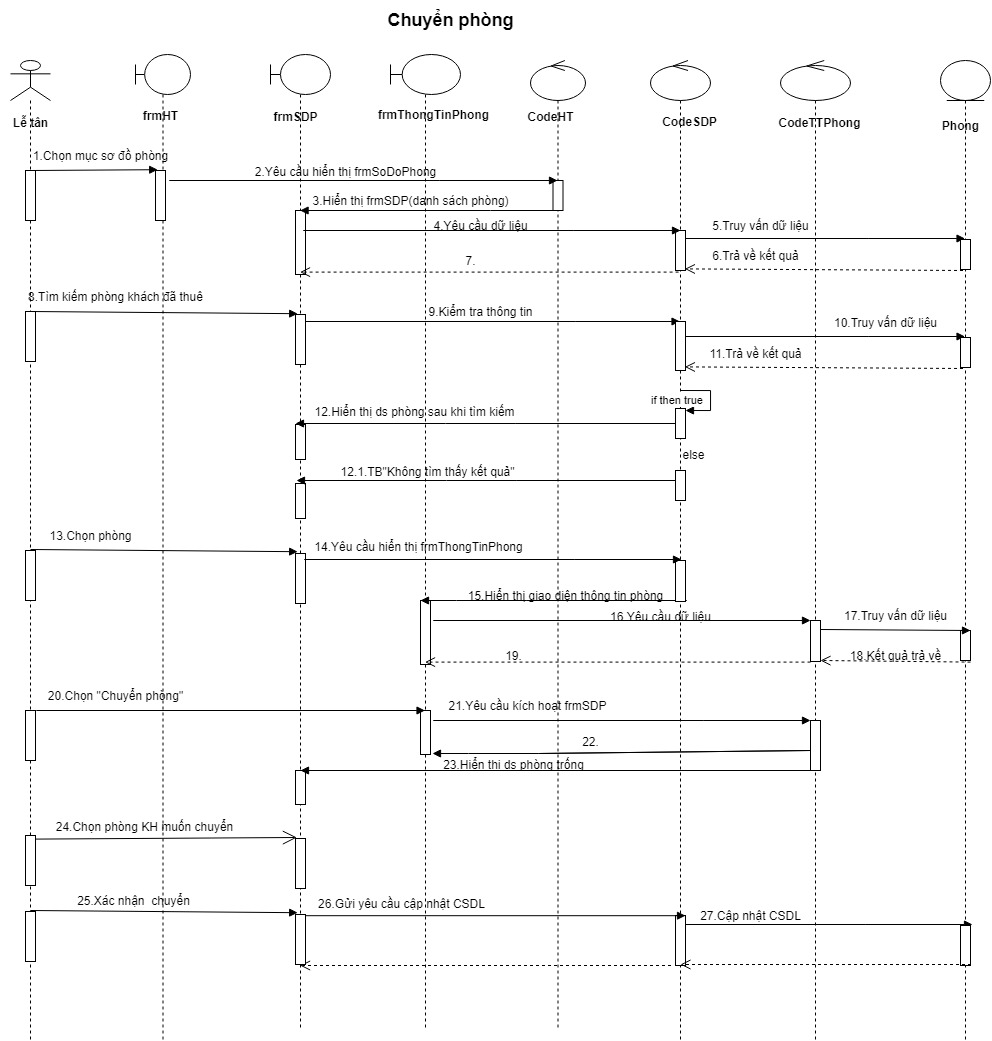 Chuyển phòng
Lễ tân
frmHT
frmSDP
frmThongTinPhong
CodeHT
CodeSDP
CodeTTPhong
Phong
1.Chọn mục sơ đồ phòng
2.Yêu cầu hiển thị frmSoDoPhong
3.Hiển thị frmSDP(danh sách phòng)
4.Yêu cầu dữ liệu
5.Truy vấn dữ liệu
6.Trả về kết quả
7.
8.Tìm kiếm phòng khách đã thuê
9.Kiểm tra thông tin
10.Truy vấn dữ liệu
11.Trả về kết quả
if then true
12.Hiển thị ds phòng sau khi tìm kiếm
else
12.1.TB"Không tìm thấy kết quả"
13.Chọn phòng
14.Yêu cầu hiển thị frmThongTinPhong
15.Hiển thị giao diện thông tin phòng
16.Yêu cầu dữ liệu
17.Truy vấn dữ liệu
18.Kết quả trả về
19.
20.Chọn "Chuyển phòng"
21.Yêu cầu kích hoạt frmSDP
22.
23.Hiển thị ds phòng trống
24.Chọn phòng KH muốn chuyển
25.Xác nhận chuyển
26.Gửi yêu cầu cập nhật CSDL
27.Cập nhật CSDL